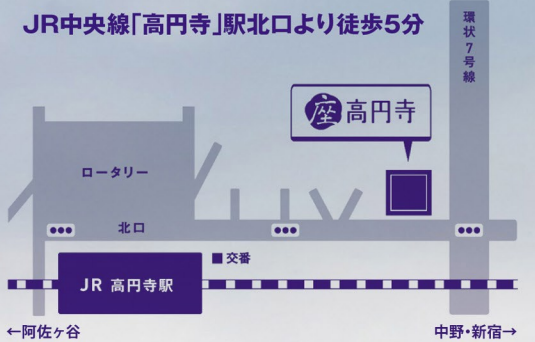 JR中央線「高円寺」駅北口より徒歩5分
環状7号線
座高円寺
ロータリー
北口
交番
JR 高円寺駅
←阿佐ヶ谷
中野・新宿→